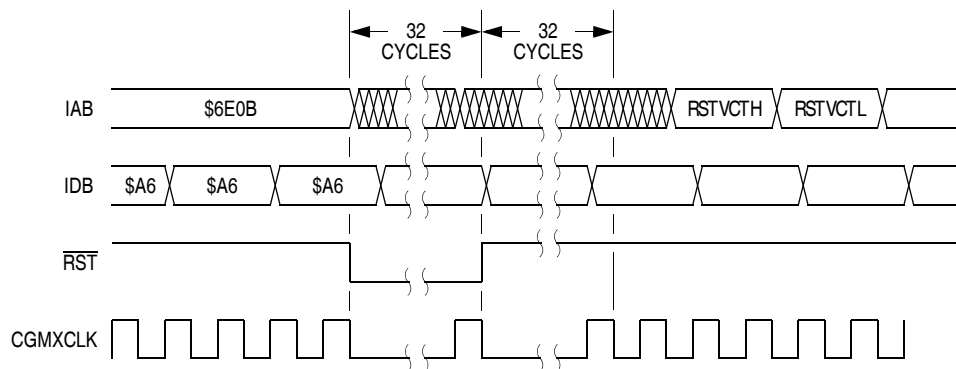 32
CYCLES
32
CYCLES
IAB
$6E0B
RSTVCTH
RSTVCTL
IDB
$A6
$A6
$A6
RST
CGMXCLK